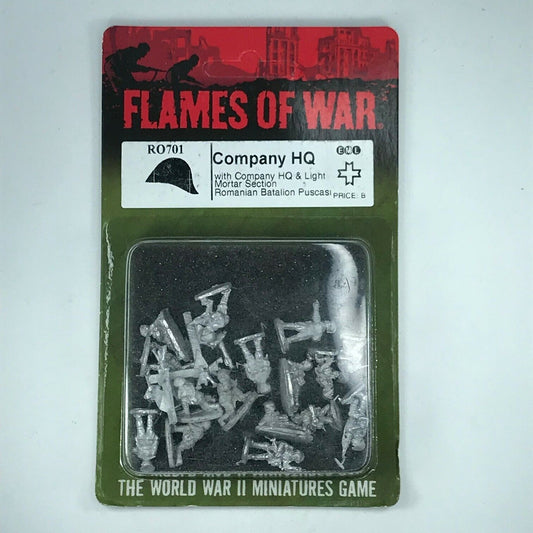 FLAMES OF WAR
RO701
Company HQ
with Company HQ & Light
Mortar Section
Romanian Batalion Puscasi
PRICE: B
E M L
THE WORLD WAR II MINIATURES GAME